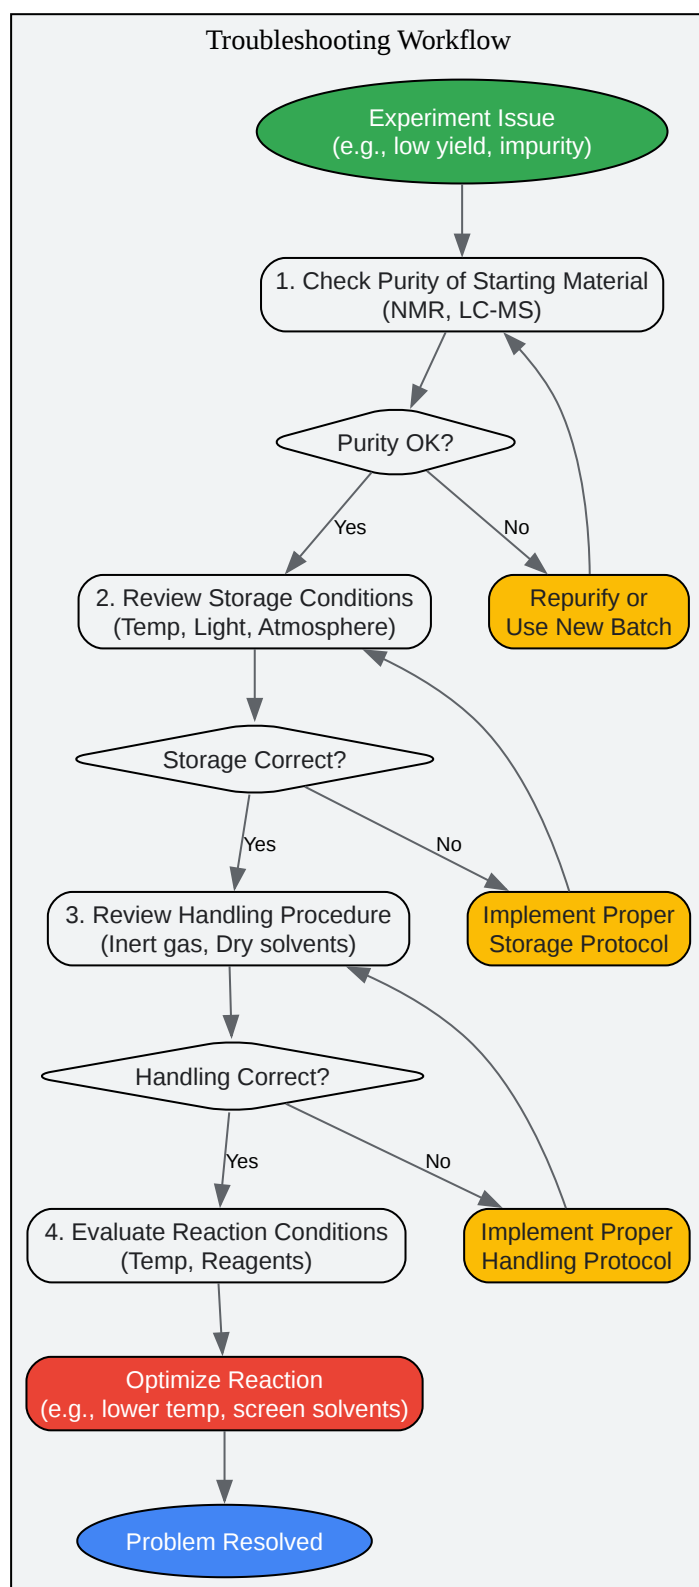 Troubleshooting Workflow
Experiment Issue
(e.g., low yield, impurity)
1. Check Purity of Starting Material
(NMR, LC-MS)
Purity OK?
Yes
No
2. Review Storage Conditions
(Temp, Light, Atmosphere)
Repurify or
Use New Batch
Storage Correct?
Yes
No
3. Review Handling Procedure
(Inert gas, Dry solvents)
Implement Proper
Storage Protocol
Handling Correct?
Yes
No
4. Evaluate Reaction Conditions
(Temp, Reagents)
Implement Proper
Handling Protocol
Optimize Reaction
(e.g., lower temp, screen solvents)
Problem Resolved